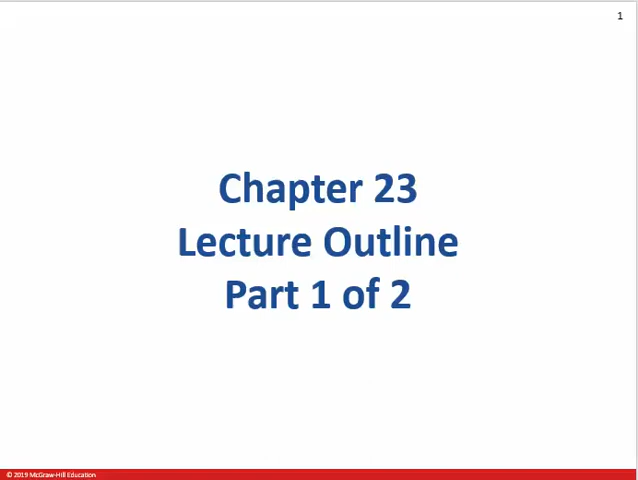 1
Chapter 23
Lecture Outline
Part 1 of 2
© 2019 McGraw-Hill Education